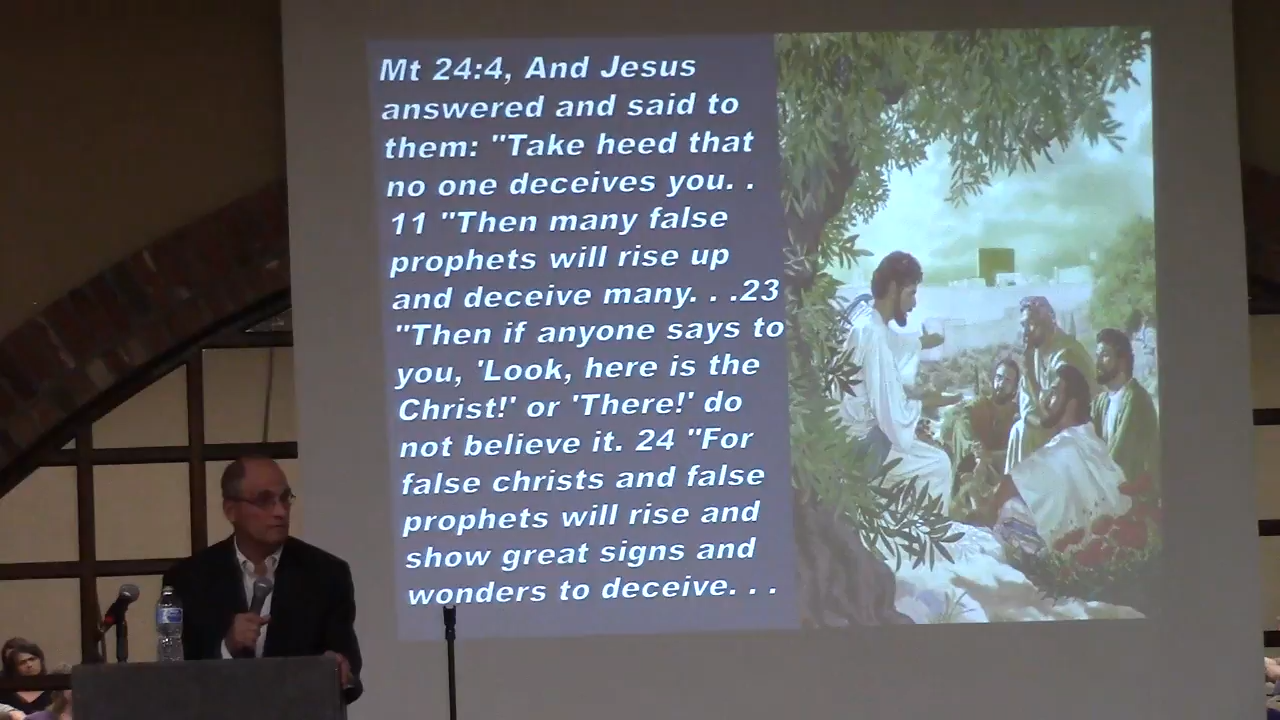 Mt 24:4, And Jesus
answered and said to
them: "Take heed that
no one deceives you. .
11 "Then many false
prophets will rise up
and deceive many. . .23
"Then if anyone says to
you, 'Look, here is the
Christ!' or 'There!' do
not believe it. 24 "For
false christs and false
prophets will rise and
show great signs and
wonders to deceive. . .